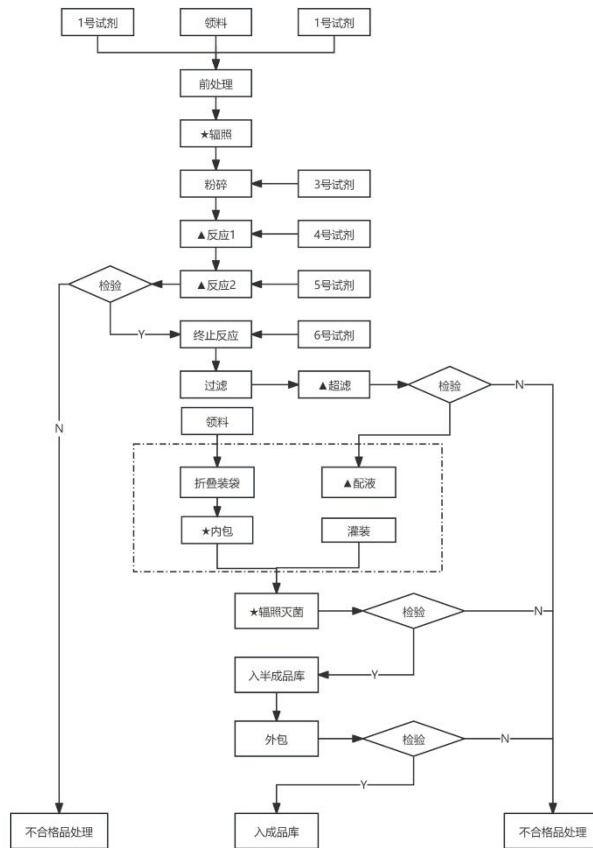 1号试剂
领料
1号试剂
前处理
★辐照
粉碎
3号试剂
▲反应1
4号试剂
检验
▲反应2
5号试剂
Y
终止反应
6号试剂
过滤
▲超滤
检验
N
N
领料
折叠装袋
▲配液
★内包
灌装
★辐照灭菌
检验
N
入半成品库
Y
外包
检验
N
Y
不合格品处理
入成品库
不合格品处理